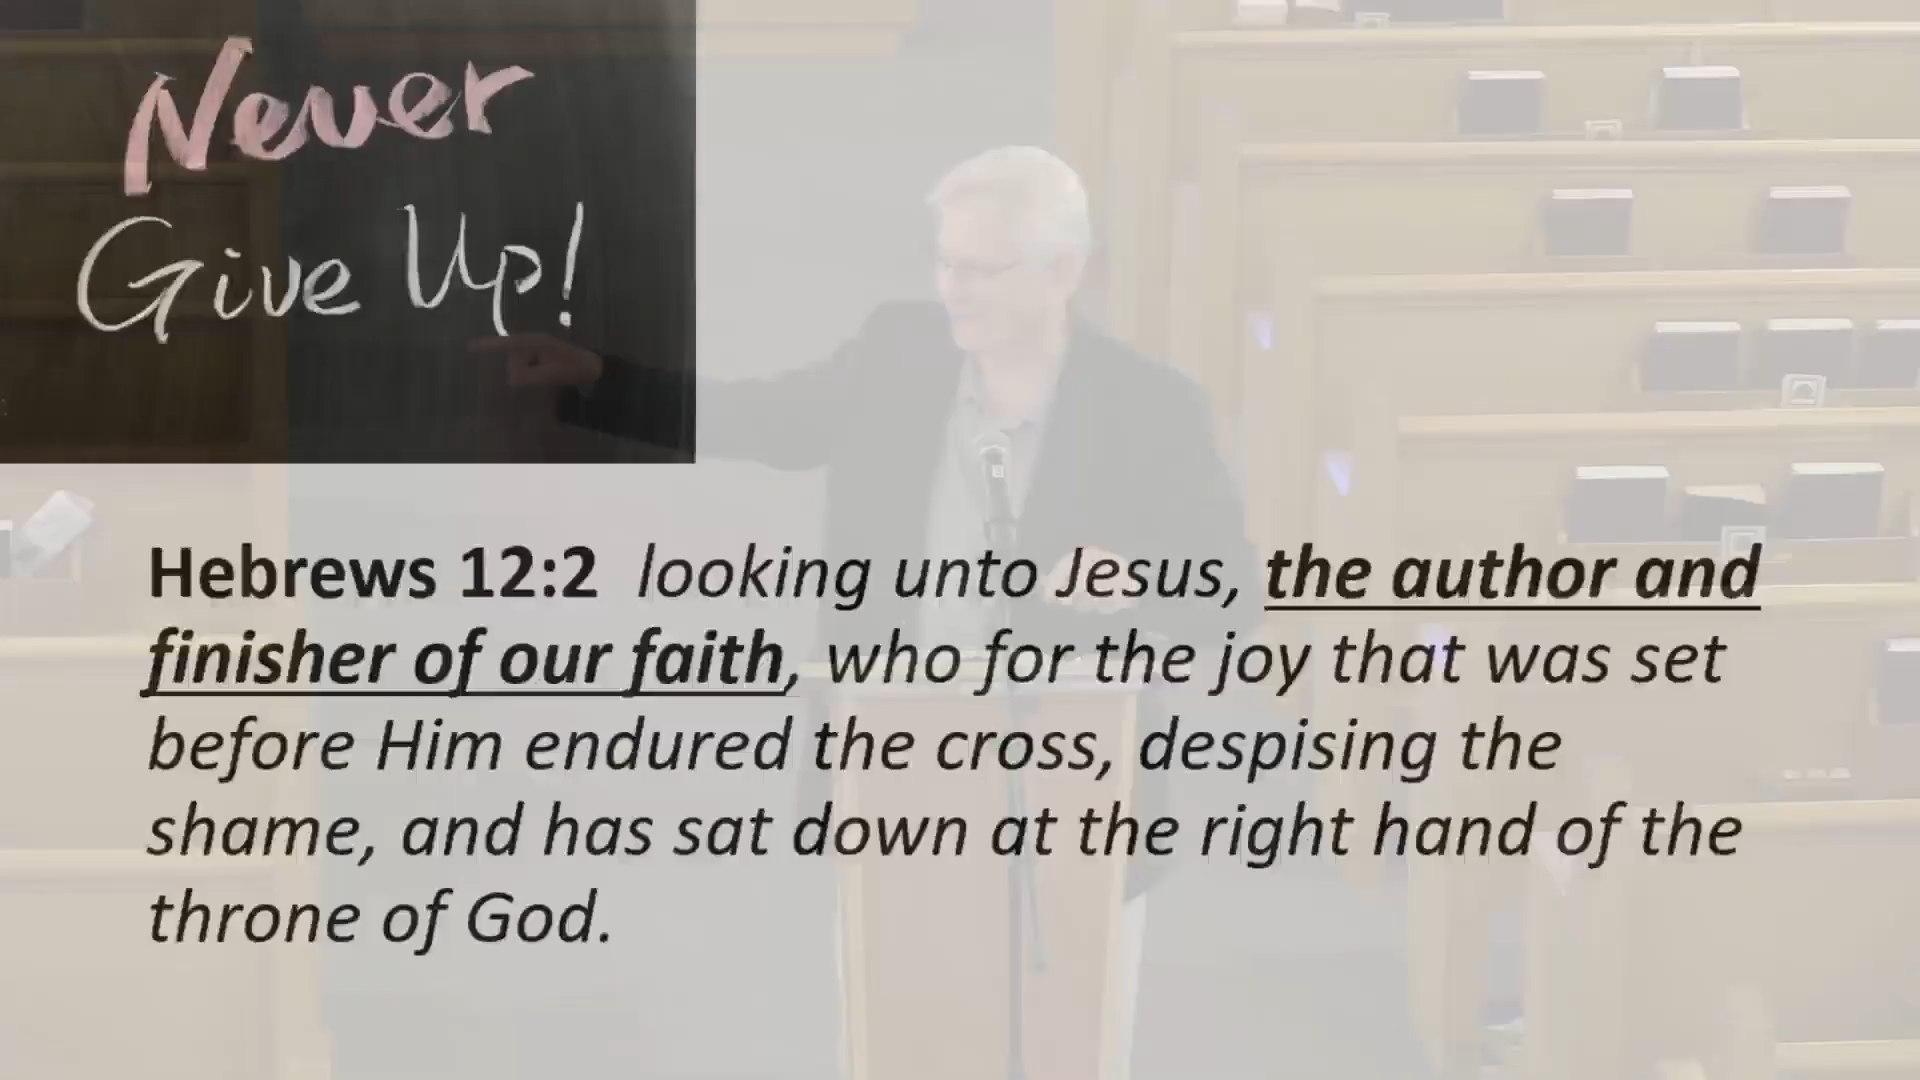 Never
Give Up!
Hebrews 12:2 looking unto Jesus, the author and
finisher of our faith, who for the joy that was set
before Him endured the cross, despising the
shame, and has sat down at the right hand of the
throne of God.